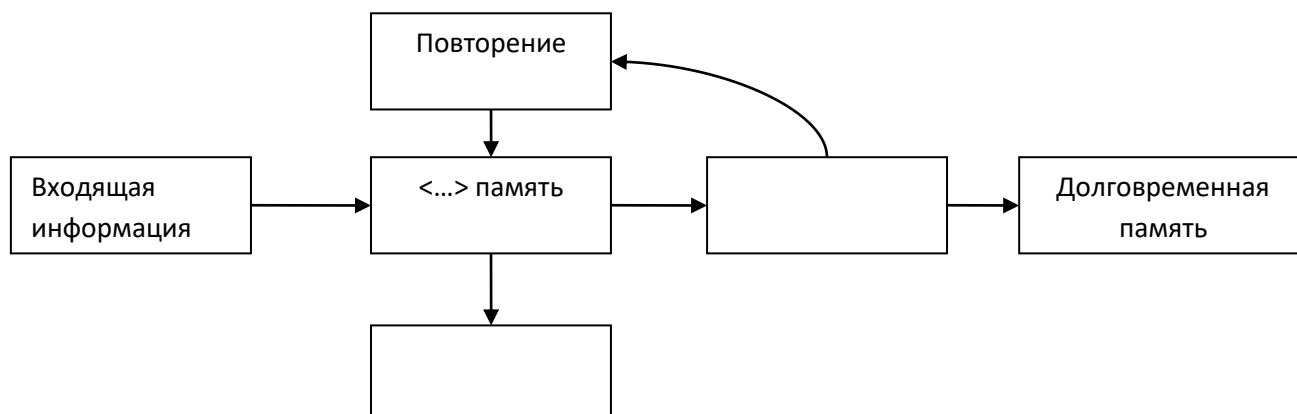 Повторение
Входящая
информация
<...> память
Долговременная
память